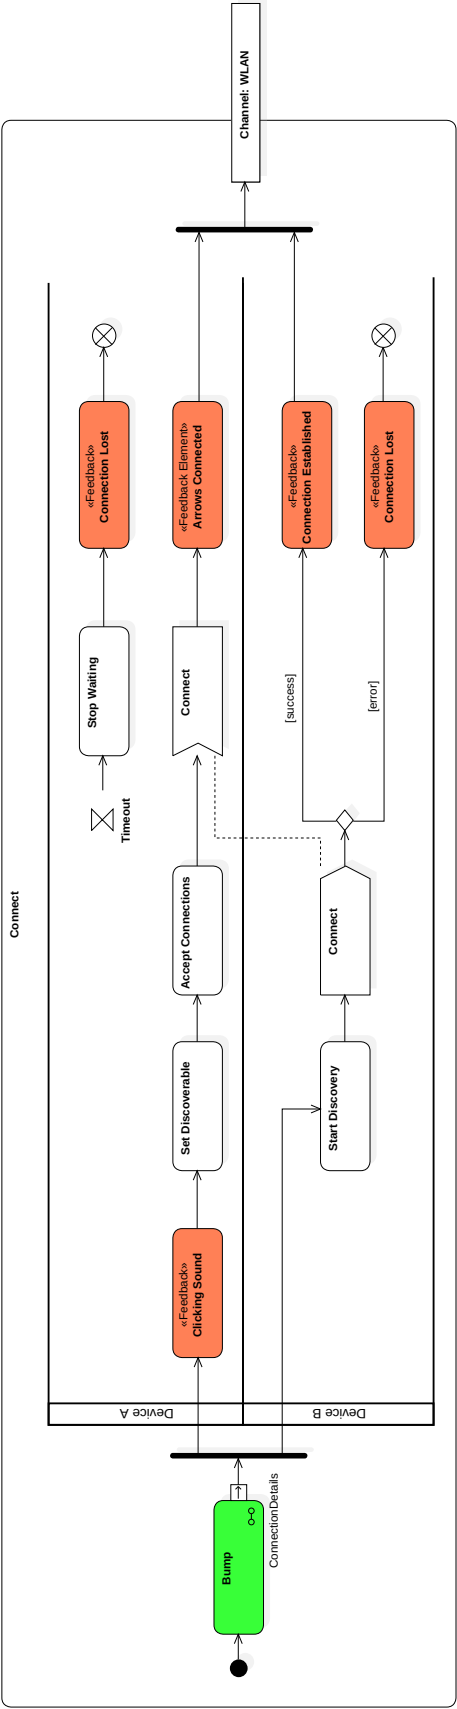 Connect
Bump
ConnectionDetails
Device A
Device B
«Feedback»
Clicking Sound
Set Discoverable
Accept Connections
Connect
«Feedback Element»
Arrows Connected
Timeout
Stop Waiting
«Feedback»
Connection Lost
Start Discovery
Connect
[success]
[error]
«Feedback»
Connection Established
«Feedback»
Connection Lost
Channel: WLAN